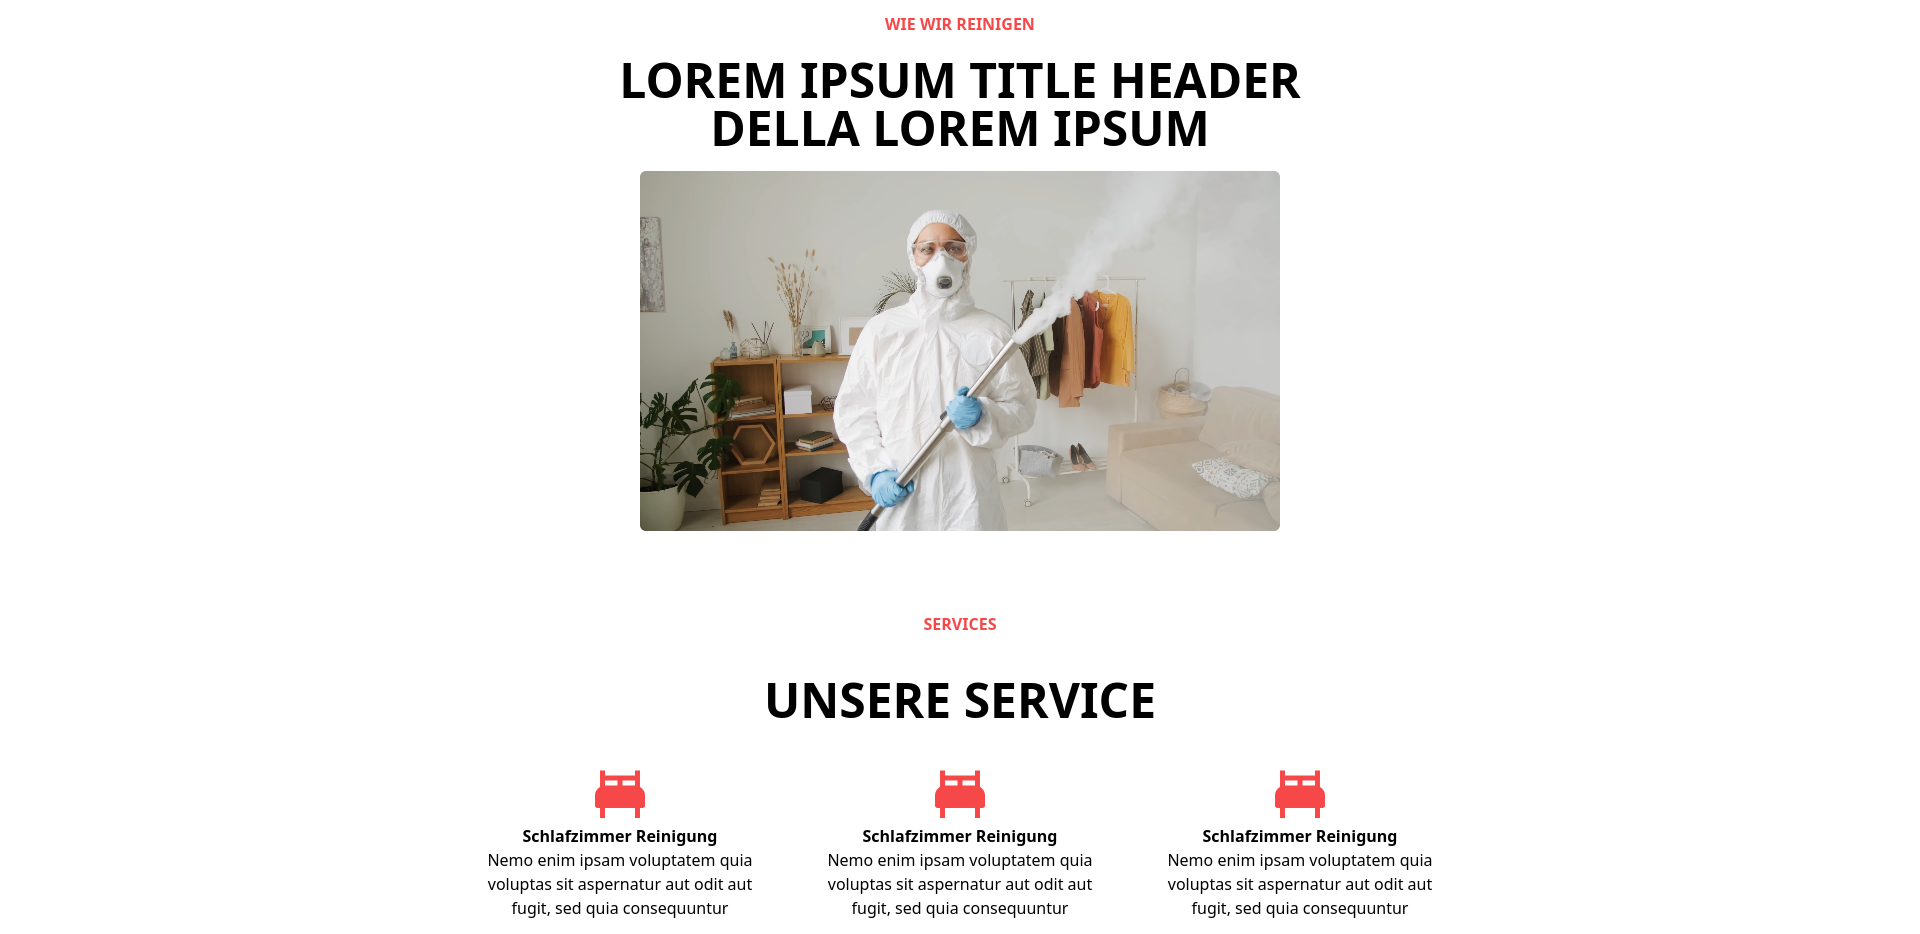 WIE WIR REINIGEN
LOREM IPSUM TITLE HEADER
DELLA LOREM IPSUM
SERVICES
UNSERE SERVICE
Schlafzimmer Reinigung
Nemo enim ipsam voluptatem quia
voluptas sit aspernatur aut odit aut
fugit, sed quia consequuntur
Schlafzimmer Reinigung
Nemo enim ipsam voluptatem quia
voluptas sit aspernatur aut odit aut
fugit, sed quia consequuntur
Schlafzimmer Reinigung
Nemo enim ipsam voluptatem quia
voluptas sit aspernatur aut odit aut
fugit, sed quia consequuntur